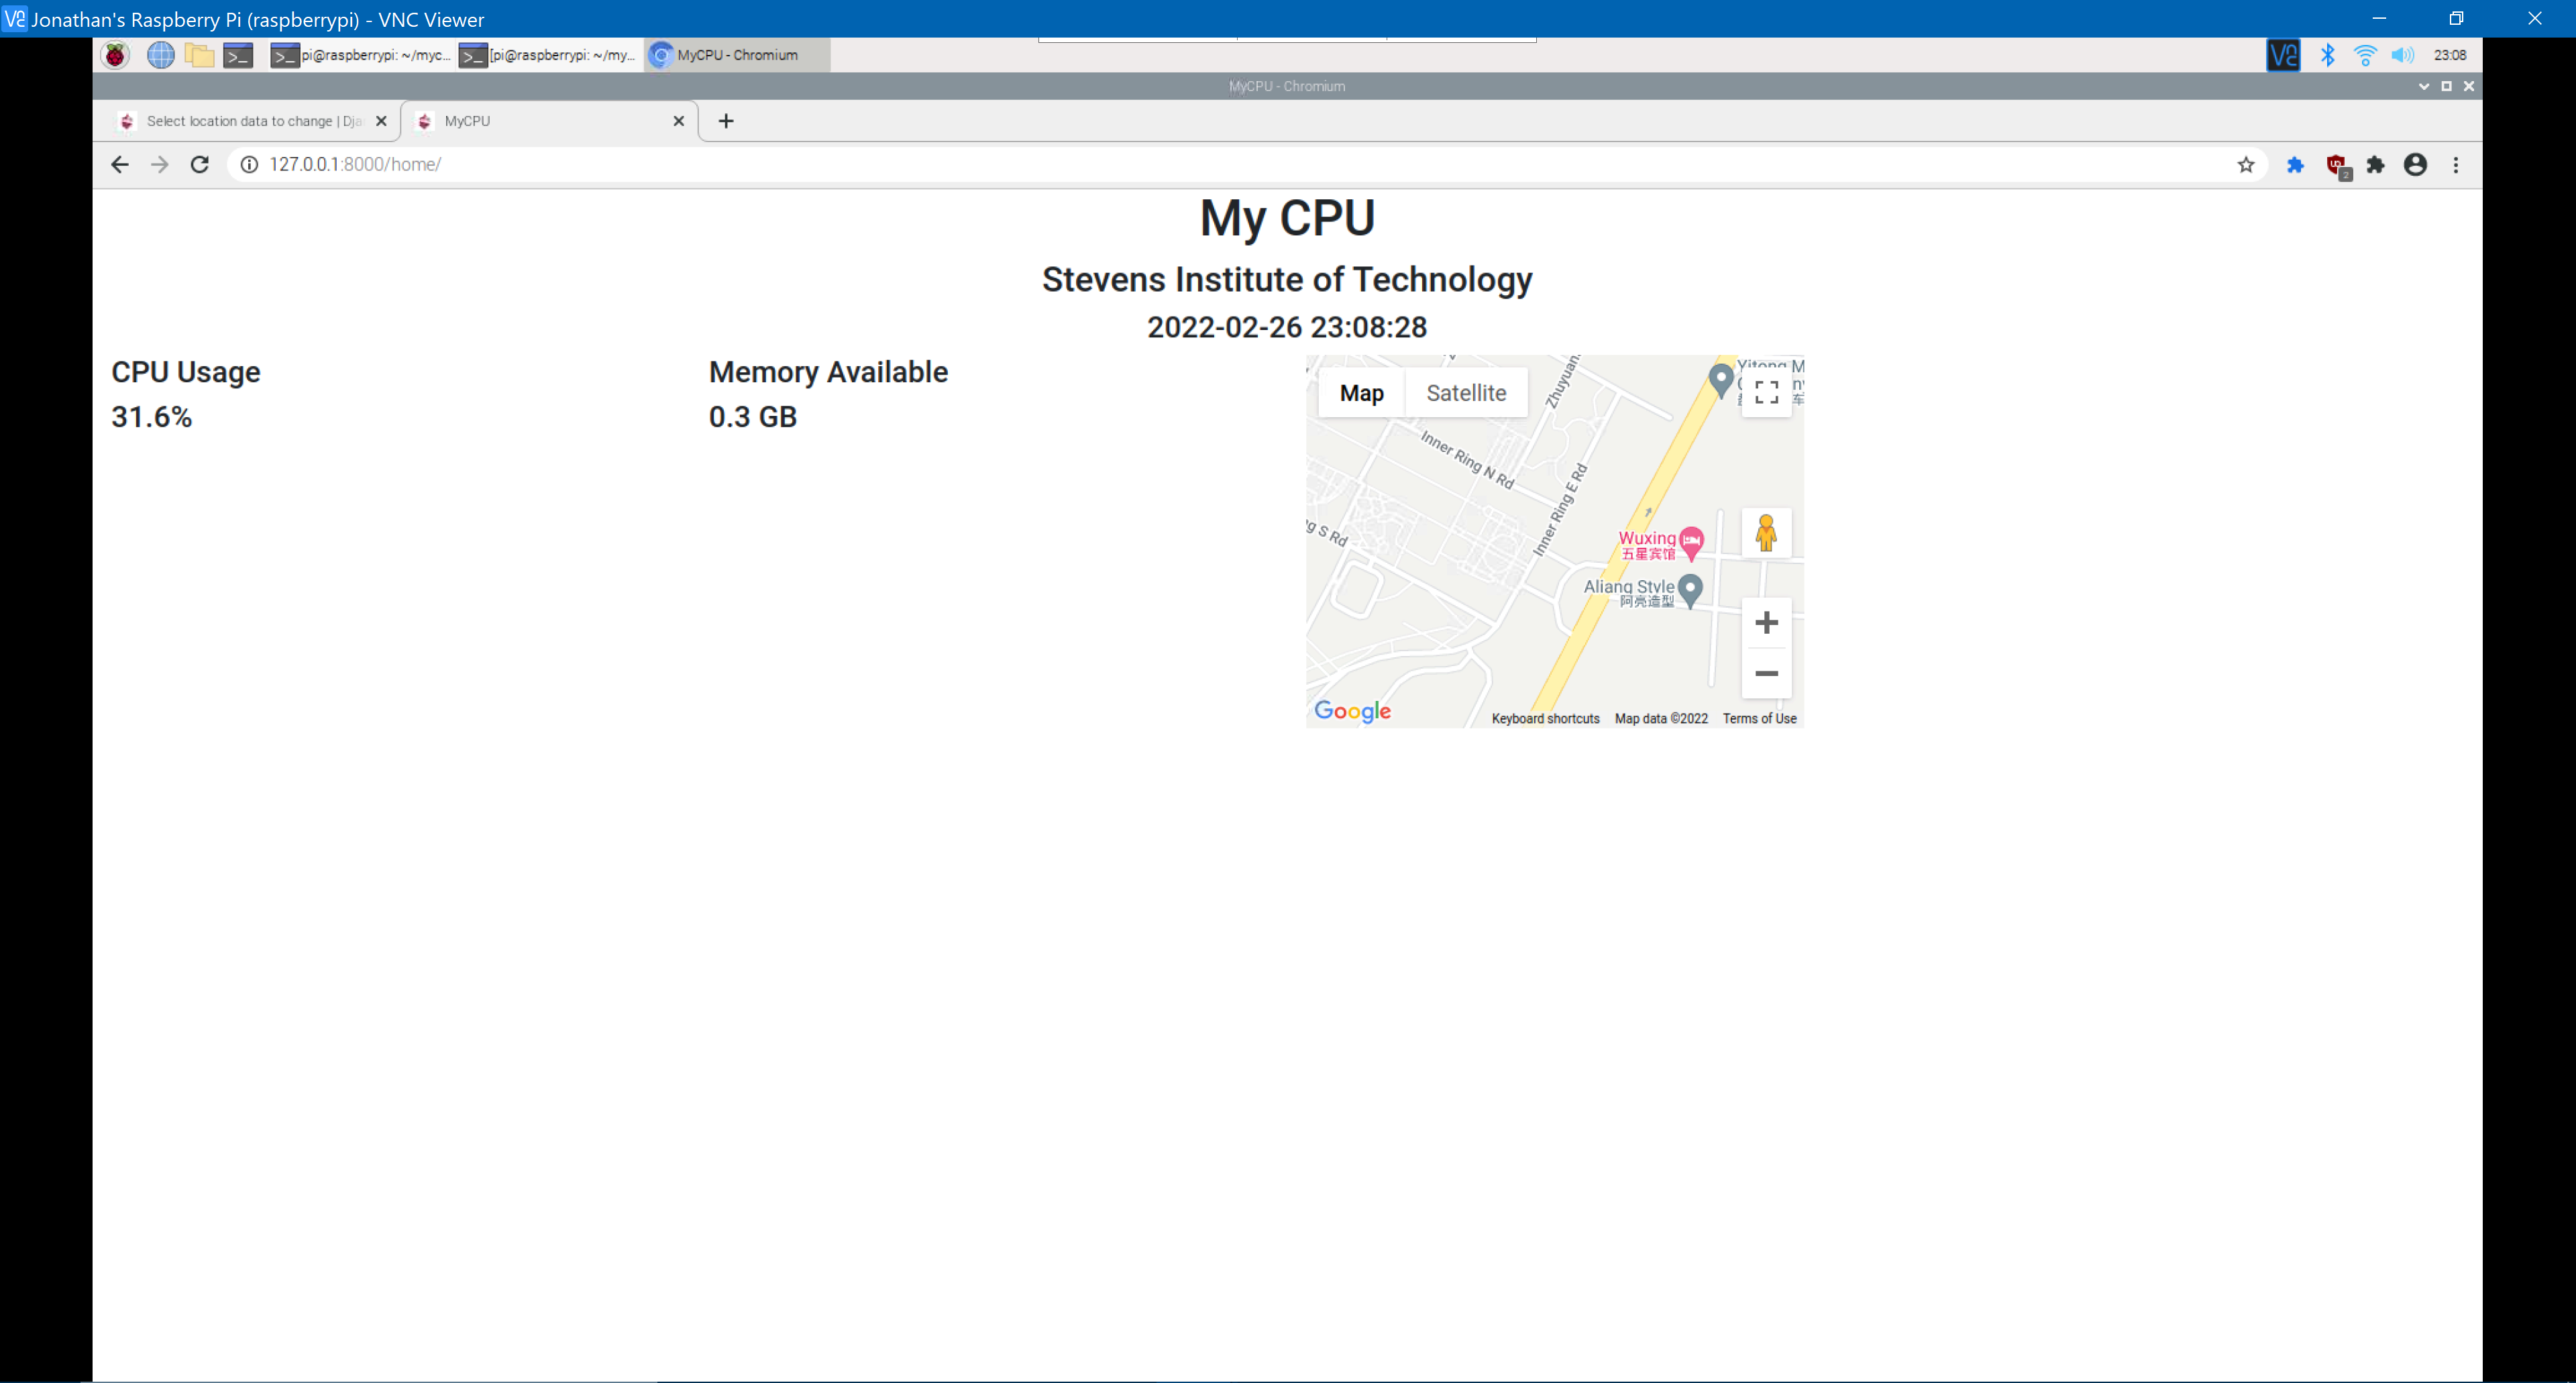 Jonathan's Raspberry Pi (raspberrypi) - VNC Viewer
pi@raspberrypi: ~/myc...
[pi@raspberrypi: ~/my...
MyCPU - Chromium
23:08
MyCPU - Chromium
Select location data to change | Dja
MyCPU
127.0.0.1:8000/home/
2
My CPU
Stevens Institute of Technology
2022-02-26 23:08:28
CPU Usage
31.6%
Memory Available
0.3 GB
Map
Satellite
Zhuyuan
Yitong M
Inner Ring N Rd
Inner Ring E Rd
g S Rd
Wuxing
五星宾馆
Aliang Style
阿亮造型
Google
Keyboard shortcuts
Map data ©2022
Terms of Use